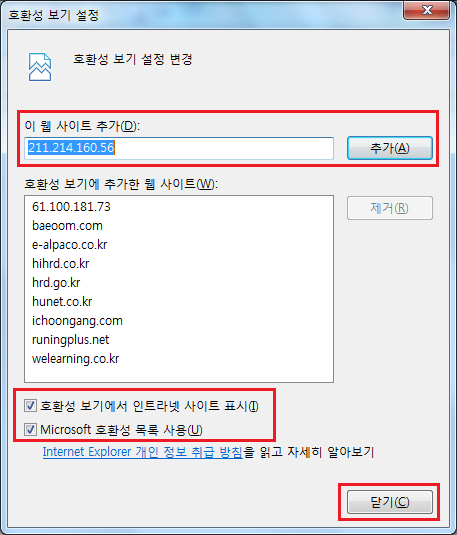 호환성 보기 설정
호환성 보기 설정 변경
이 웹 사이트 추가(D):
211.214.160.56
추가(A)
호환성 보기에 추가한 웹 사이트(W):
61.100.181.73
제거(R)
baeoom.com
e-alpaco.co.kr
hihrd.co.kr
hrd.go.kr
hunet.co.kr
ichoongang.com
runingplus.net
welearning.co.kr
호환성 보기에서 인트라넷 사이트 표시(I)
Microsoft 호환성 목록 사용(U)
Internet Explorer 개인 정보 취급 방침을 읽고 자세히 알아보기
닫기(C)